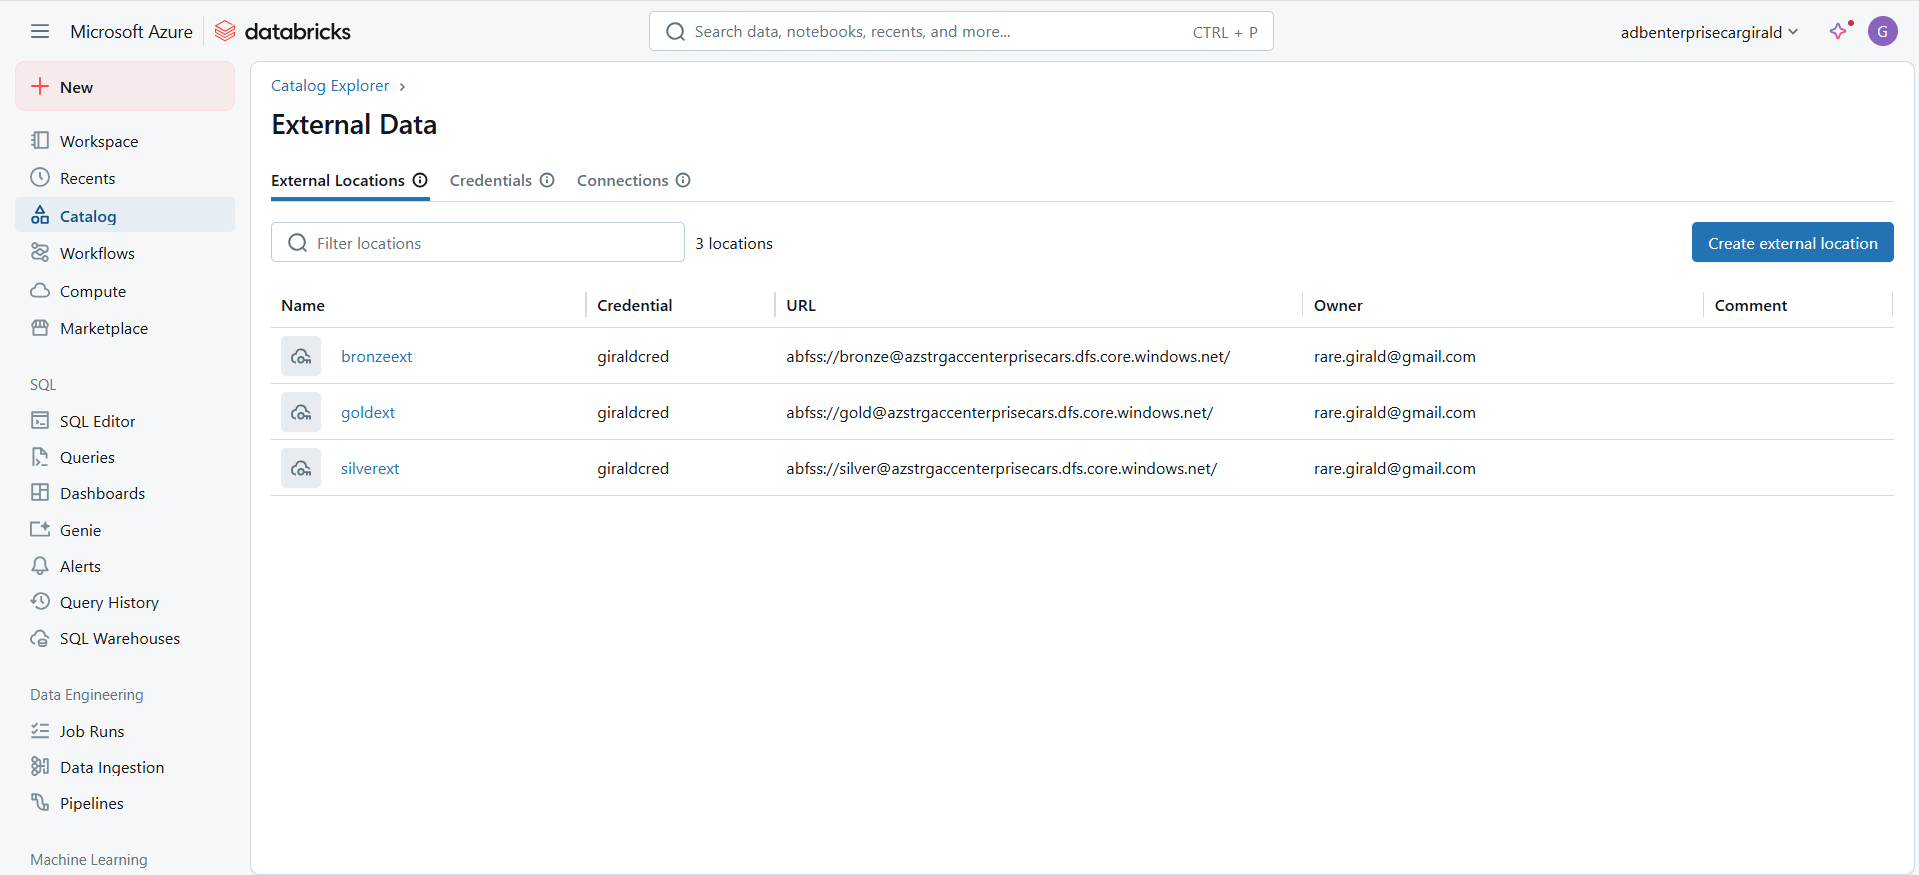 Microsoft Azure databricks
Search data, notebooks, recents, and more... CTRL + P
adbenterprisecargirald G
New
Workspace
Recents
Catalog
Workflows
Compute
Marketplace
SQL
SQL Editor
Queries
Dashboards
Genie
Alerts
Query History
SQL Warehouses
Data Engineering
Job Runs
Data Ingestion
Pipelines
Machine Learning
Catalog Explorer >
External Data
External Locations Credentials Connections
Filter locations 3 locations Create external location
Name Credential URL Owner Comment
bronzeext giraldcred abfss://bronze@azstrgaccenterprisecars.dfs.core.windows.net/ rare.girald@gmail.com
goldext giraldcred abfss://gold@azstrgaccenterprisecars.dfs.core.windows.net/ rare.girald@gmail.com
silverext giraldcred abfss://silver@azstrgaccenterprisecars.dfs.core.windows.net/ rare.girald@gmail.com